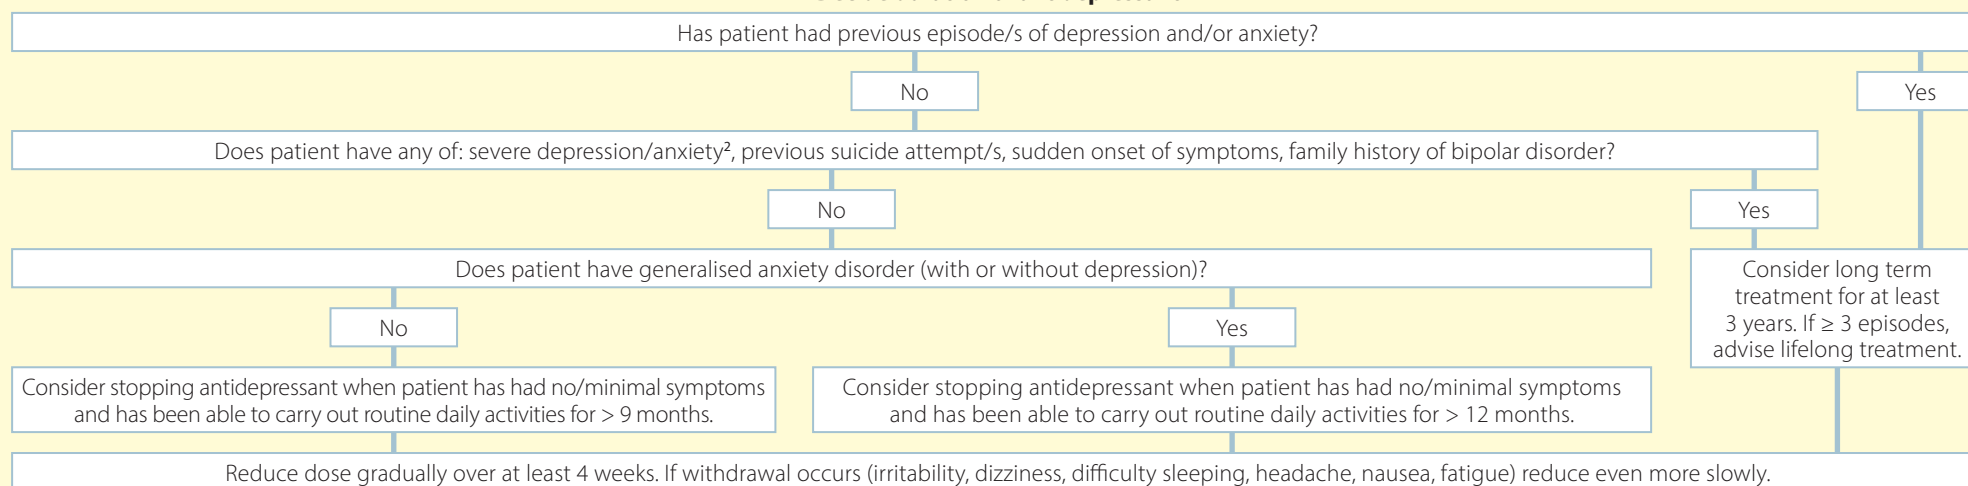 Has patient had previous episode/s of depression and/or anxiety?
No
Yes
Does patient have any of: severe depression/anxiety², previous suicide attempt/s, sudden onset of symptoms, family history of bipolar disorder?
No
Yes
Does patient have generalised anxiety disorder (with or without depression)?
Consider long term
treatment for at least
3 years. If ≥ 3 episodes,
advise lifelong treatment.
No
Yes
Consider stopping antidepressant when patient has had no/minimal symptoms
and has been able to carry out routine daily activities for > 9 months.
Consider stopping antidepressant when patient has had no/minimal symptoms
and has been able to carry out routine daily activities for > 12 months.
Reduce dose gradually over at least 4 weeks. If withdrawal occurs (irritability, dizziness, difficulty sleeping, headache, nausea, fatigue) reduce even more slowly.